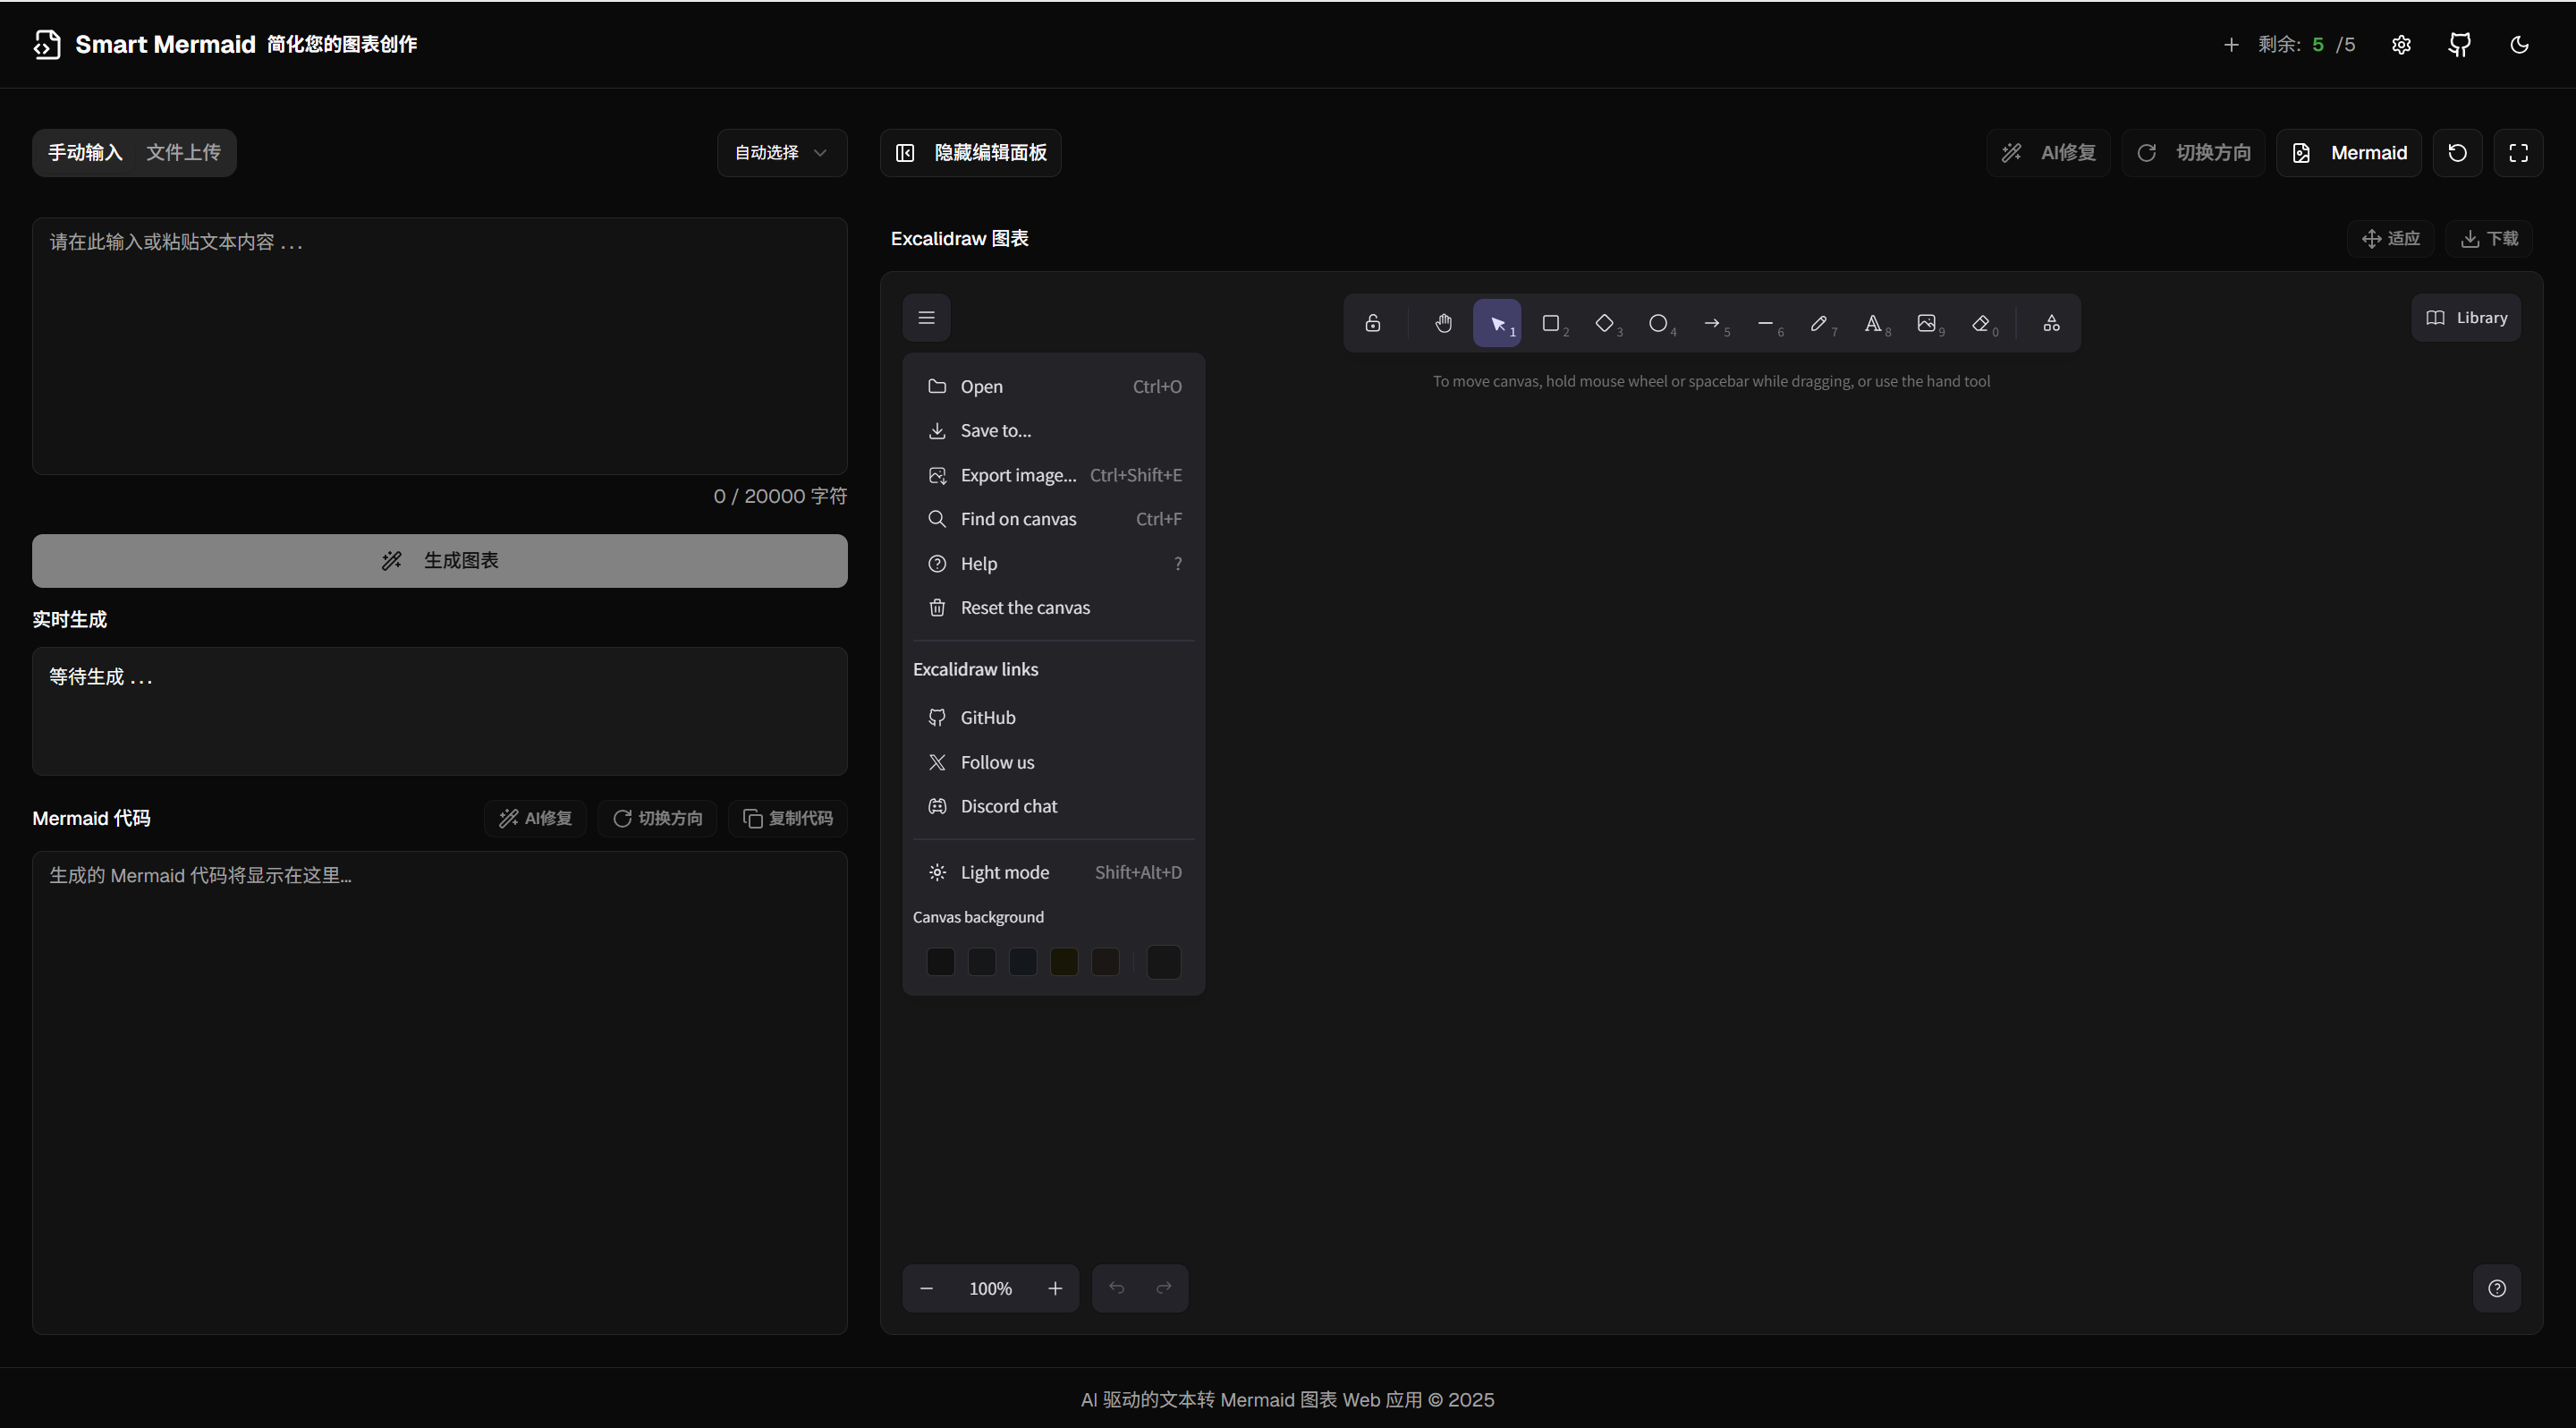 Smart Mermaid 简化您的图表创作
剩余: 5 /5
手动输入 文件上传
自动选择
隐藏编辑面板
AI修复
切换方向
Mermaid
请在此输入或粘贴文本内容 ...
0 / 20000 字符
生成图表
实时生成
等待生成 ...
Mermaid 代码
AI修复
切换方向
复制代码
生成的 Mermaid 代码将显示在这里...
Excalidraw 图表
适应
下载
1
2
3
4
5
6
7
8
9
0
Library
To move canvas, hold mouse wheel or spacebar while dragging, or use the hand tool
Open Ctrl+O
Save to...
Export image... Ctrl+Shift+E
Find on canvas Ctrl+F
Help ?
Reset the canvas
Excalidraw links
GitHub
Follow us
Discord chat
Light mode Shift+Alt+D
Canvas background
100%
AI 驱动的文本转 Mermaid 图表 Web 应用 © 2025